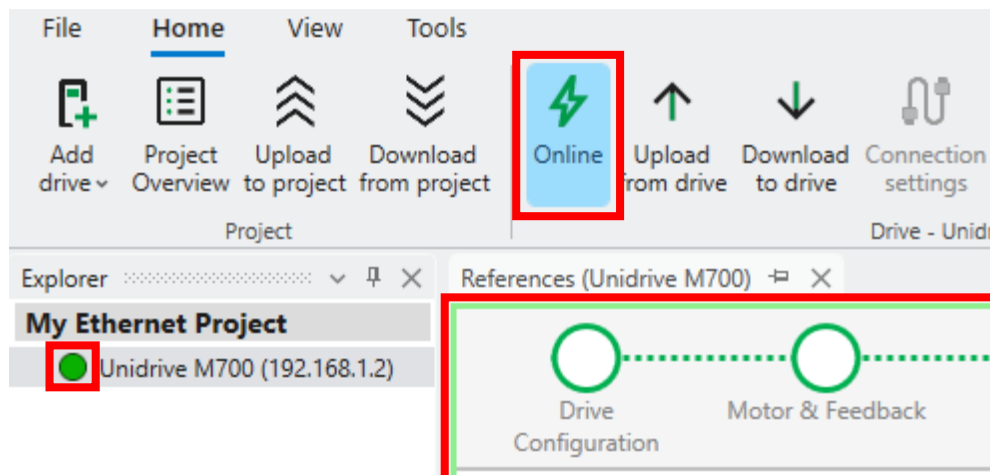 File Home View Tools
Add drive
Project Overview
Upload to project
Download from project
Online
Upload from drive
Download to drive
Connection settings
Project
Drive - Unidr
Explorer
References (Unidrive M700)
My Ethernet Project
Unidrive M700 (192.168.1.2)
Drive Configuration
Motor & Feedback